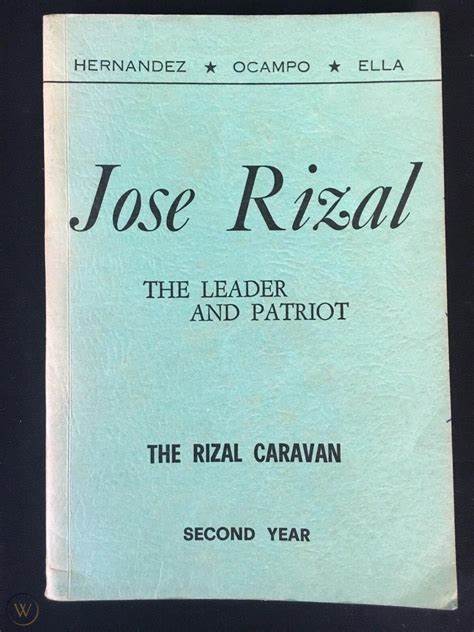 HERNANDEZ ★ OCAMPO ★ ELLA
Jose Rizal
THE LEADER
AND PATRIOT
THE RIZAL CARAVAN
SECOND YEAR
W